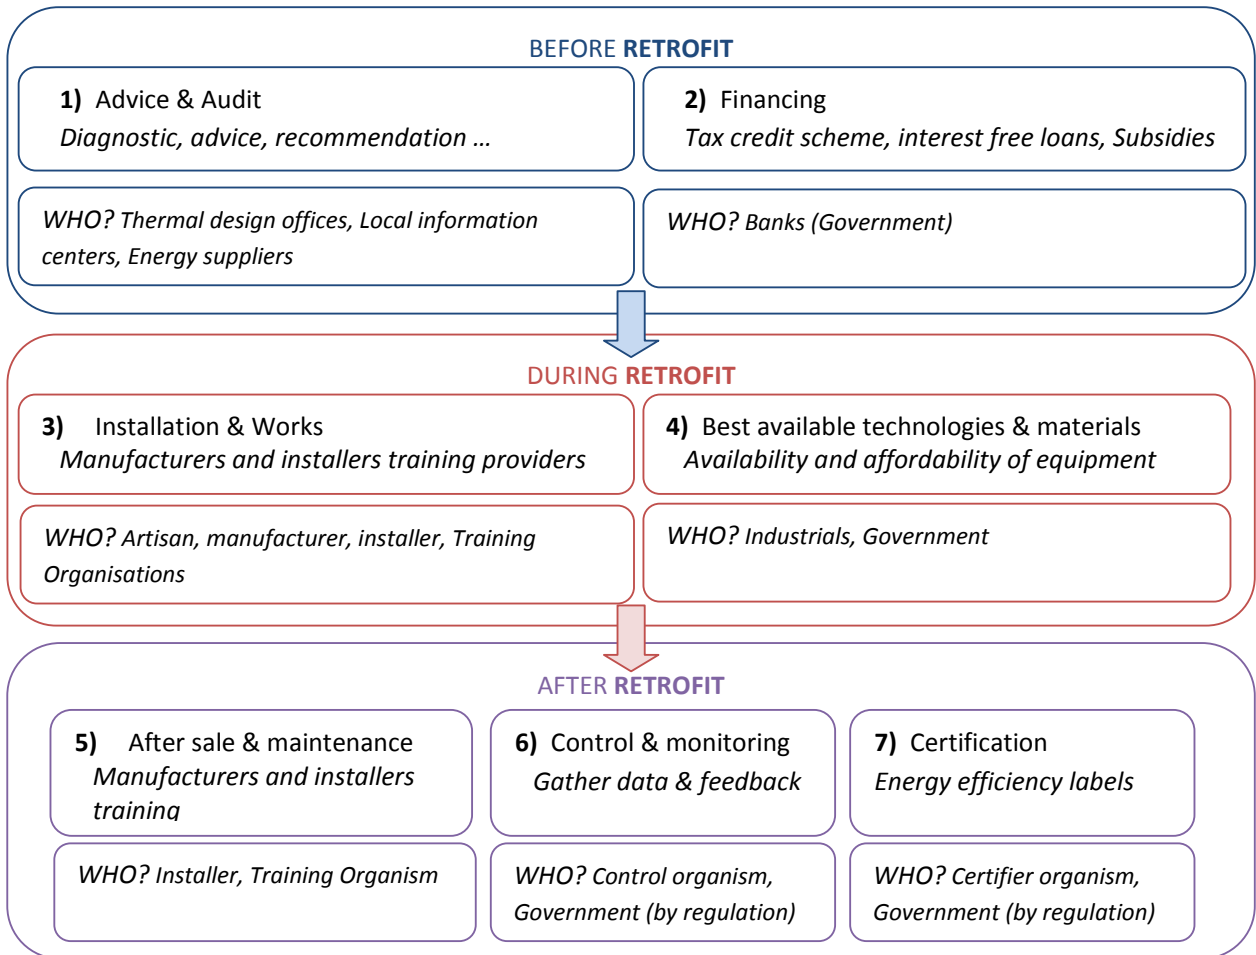 BEFORE RETROFIT
1) Advice & Audit
Diagnostic, advice, recommendation ...
2) Financing
Tax credit scheme, interest free loans, Subsidies
WHO? Thermal design offices, Local information
centers, Energy suppliers
WHO? Banks (Government)
DURING RETROFIT
3) Installation & Works
Manufacturers and installers training providers
4) Best available technologies & materials
Availability and affordability of equipment
WHO? Artisan, manufacturer, installer, Training
Organisations
WHO? Industrials, Government
AFTER RETROFIT
5) After sale & maintenance
Manufacturers and installers
training
6) Control & monitoring
Gather data & feedback
7) Certification
Energy efficiency labels
WHO? Installer, Training Organism
WHO? Control organism,
Government (by regulation)
WHO? Certifier organism,
Government (by regulation)